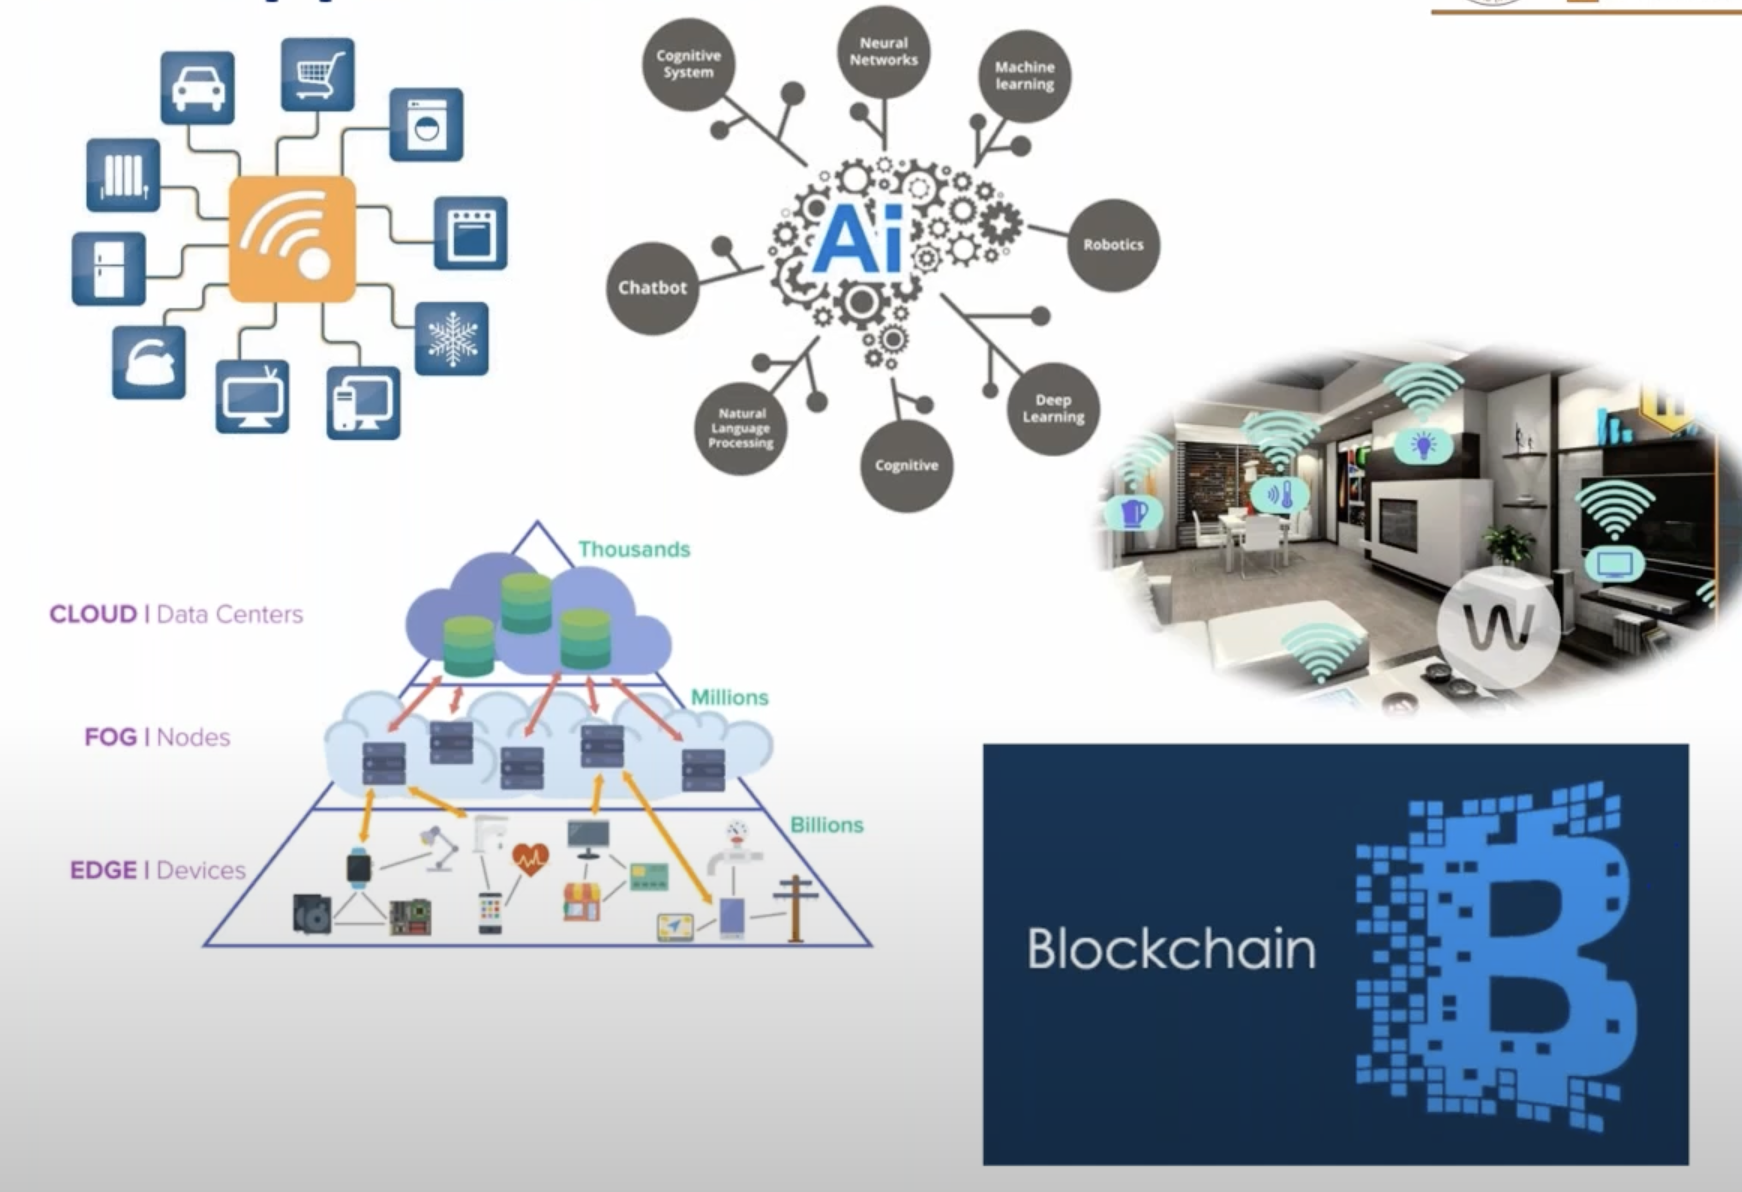 Cognitive
System
Neural
Networks
Machine
learning
Ai
Robotics
Chatbot
Natural
Language
Processing
Cognitive
Deep
Learning
Thousands
CLOUD | Data Centers
Millions
FOG | Nodes
Billions
EDGE | Devices
W
Blockchain
B